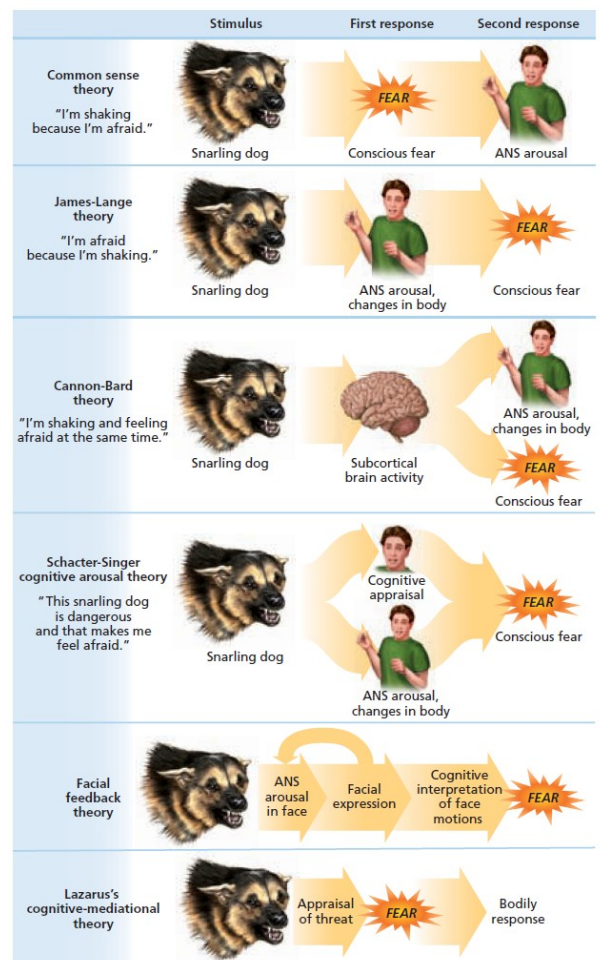 Stimulus First response Second response
Common sense
theory
"I'm shaking
because I'm afraid."
FEAR
Snarling dog Conscious fear ANS arousal
James-Lange
theory
"I'm afraid
because I'm shaking."
FEAR
Snarling dog ANS arousal,
changes in body Conscious fear
Cannon-Bard
theory
"I'm shaking and feeling
afraid at the same time."
Snarling dog
Subcortical
brain activity
ANS arousal,
changes in body
FEAR
Conscious fear
Schacter-Singer
cognitive arousal theory
"This snarling dog
is dangerous
and that makes me
feel afraid."
Snarling dog
Cognitive
appraisal
ANS arousal,
changes in body
FEAR
Conscious fear
Facial
feedback
theory
ANS
arousal
in face
Facial
expression
Cognitive
interpretation
of face
motions
FEAR
Lazarus's
cognitive-mediational
theory
Appraisal
of threat
FEAR
Bodily
response